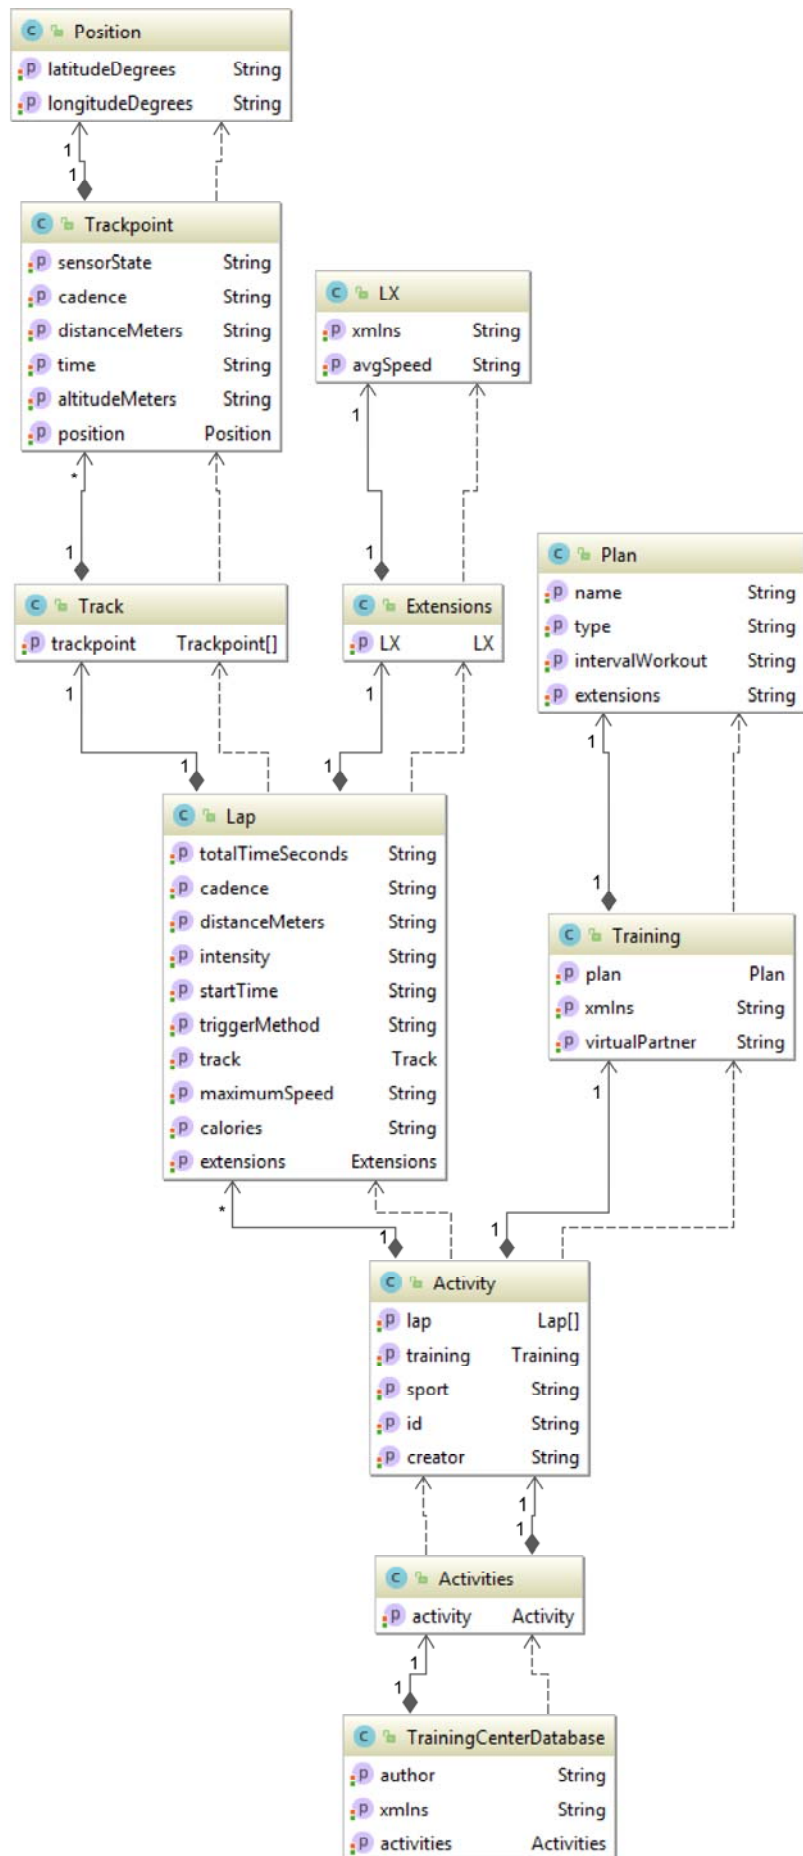 C Position
p latitudeDegrees String
p longitudeDegrees String
1
1
C Trackpoint
p sensorState String
p cadence String
p distanceMeters String
p time String
p altitudeMeters String
p position Position
C LX
p xmlns String
p avgSpeed String
*
1
1
1
C Track
p trackpoint Trackpoint[]
C Extensions
p LX LX
C Plan
p name String
p type String
p intervalWorkout String
p extensions String
1
1
1
1
C Lap
p totalTimeSeconds String
p cadence String
p distanceMeters String
p intensity String
p startTime String
p triggerMethod String
p track Track
p maximumSpeed String
p calories String
p extensions Extensions
1
1
C Training
p plan Plan
p xmlns String
p virtualPartner String
*
1
1
1
C Activity
p lap Lap[]
p training Training
p sport String
p id String
p creator String
1
1
C Activities
p activity Activity
1
1
C TrainingCenterDatabase
p author String
p xmlns String
p activities Activities